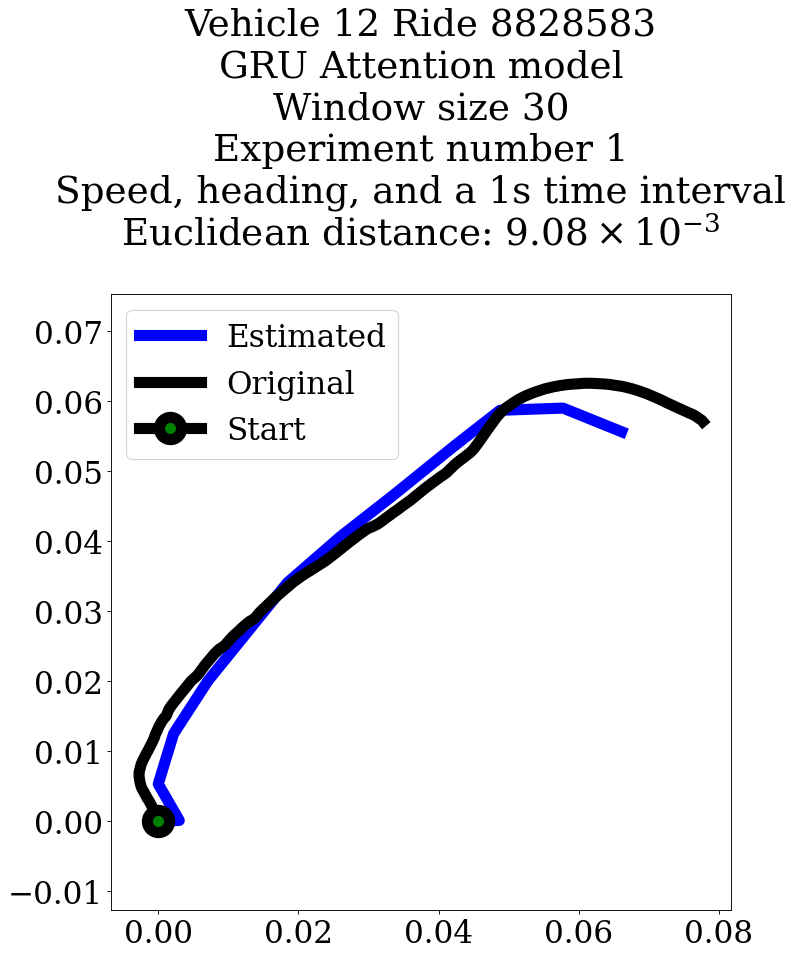 Vehicle 12 Ride 8828583
GRU Attention model
Window size 30
Experiment number 1
Speed, heading, and a 1s time interval
Euclidean distance: 9.08 × 10⁻³
Estimated
Original
Start
0.07
0.06
0.05
0.04
0.03
0.02
0.01
0.00
−0.01
0.00 0.02 0.04 0.06 0.08